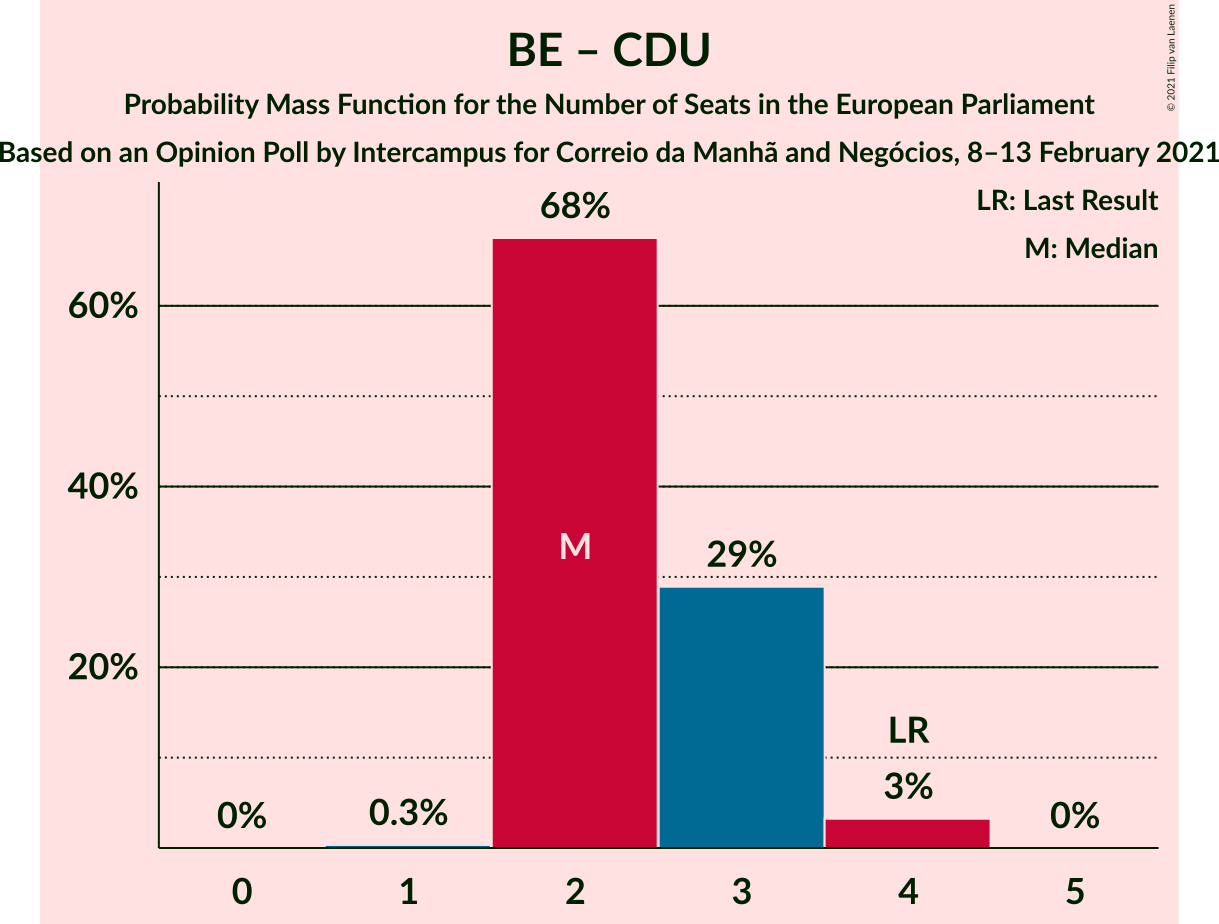 BE – CDU
Probability Mass Function for the Number of Seats in the European Parliament
Based on an Opinion Poll by Intercampus for Correio da Manhã and Negócios, 8–13 February 2021
© 2021 Filip van Laenen
LR: Last Result
M: Median
68%
60%
40%
M
29%
20%
LR
3%
0%
0.3%
0%
0
1
2
3
4
5